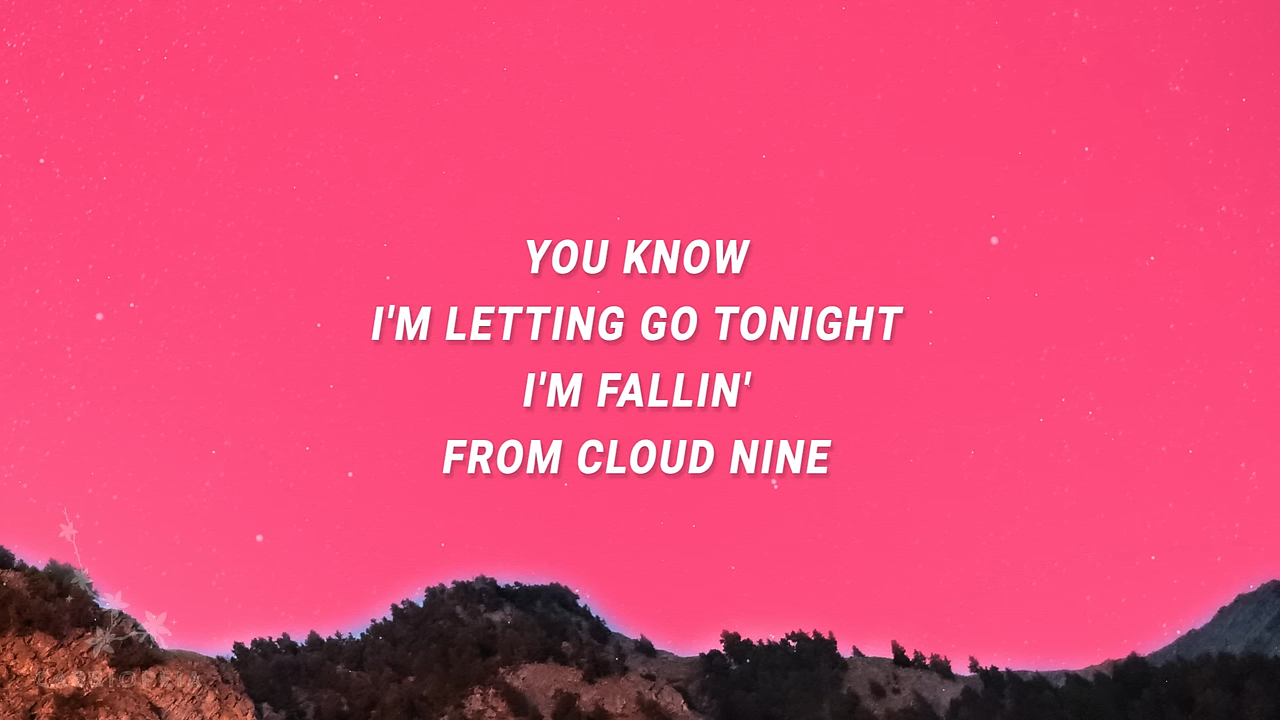 YOU KNOW
I'M LETTING GO TONIGHT
I'M FALLIN'
FROM CLOUD NINE